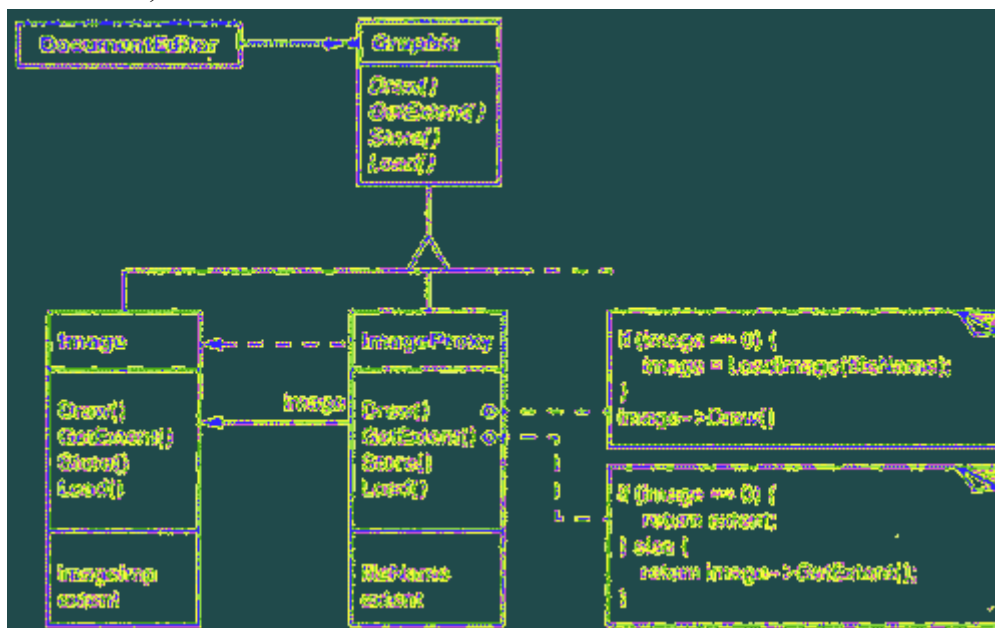 DocumentEditor
Graphic
Draw()
GetExtent()
Store()
Load()
Image
Draw()
GetExtent()
Store()
Load()
imageImp
extent
image
ImageProxy
Draw()
GetExtent()
Store()
Load()
fileName
extent
if (image == 0) {
image = LoadImage(fileName);
}
image->Draw()
if (image == 0) {
return extent;
} else {
return image->GetExtent();
}